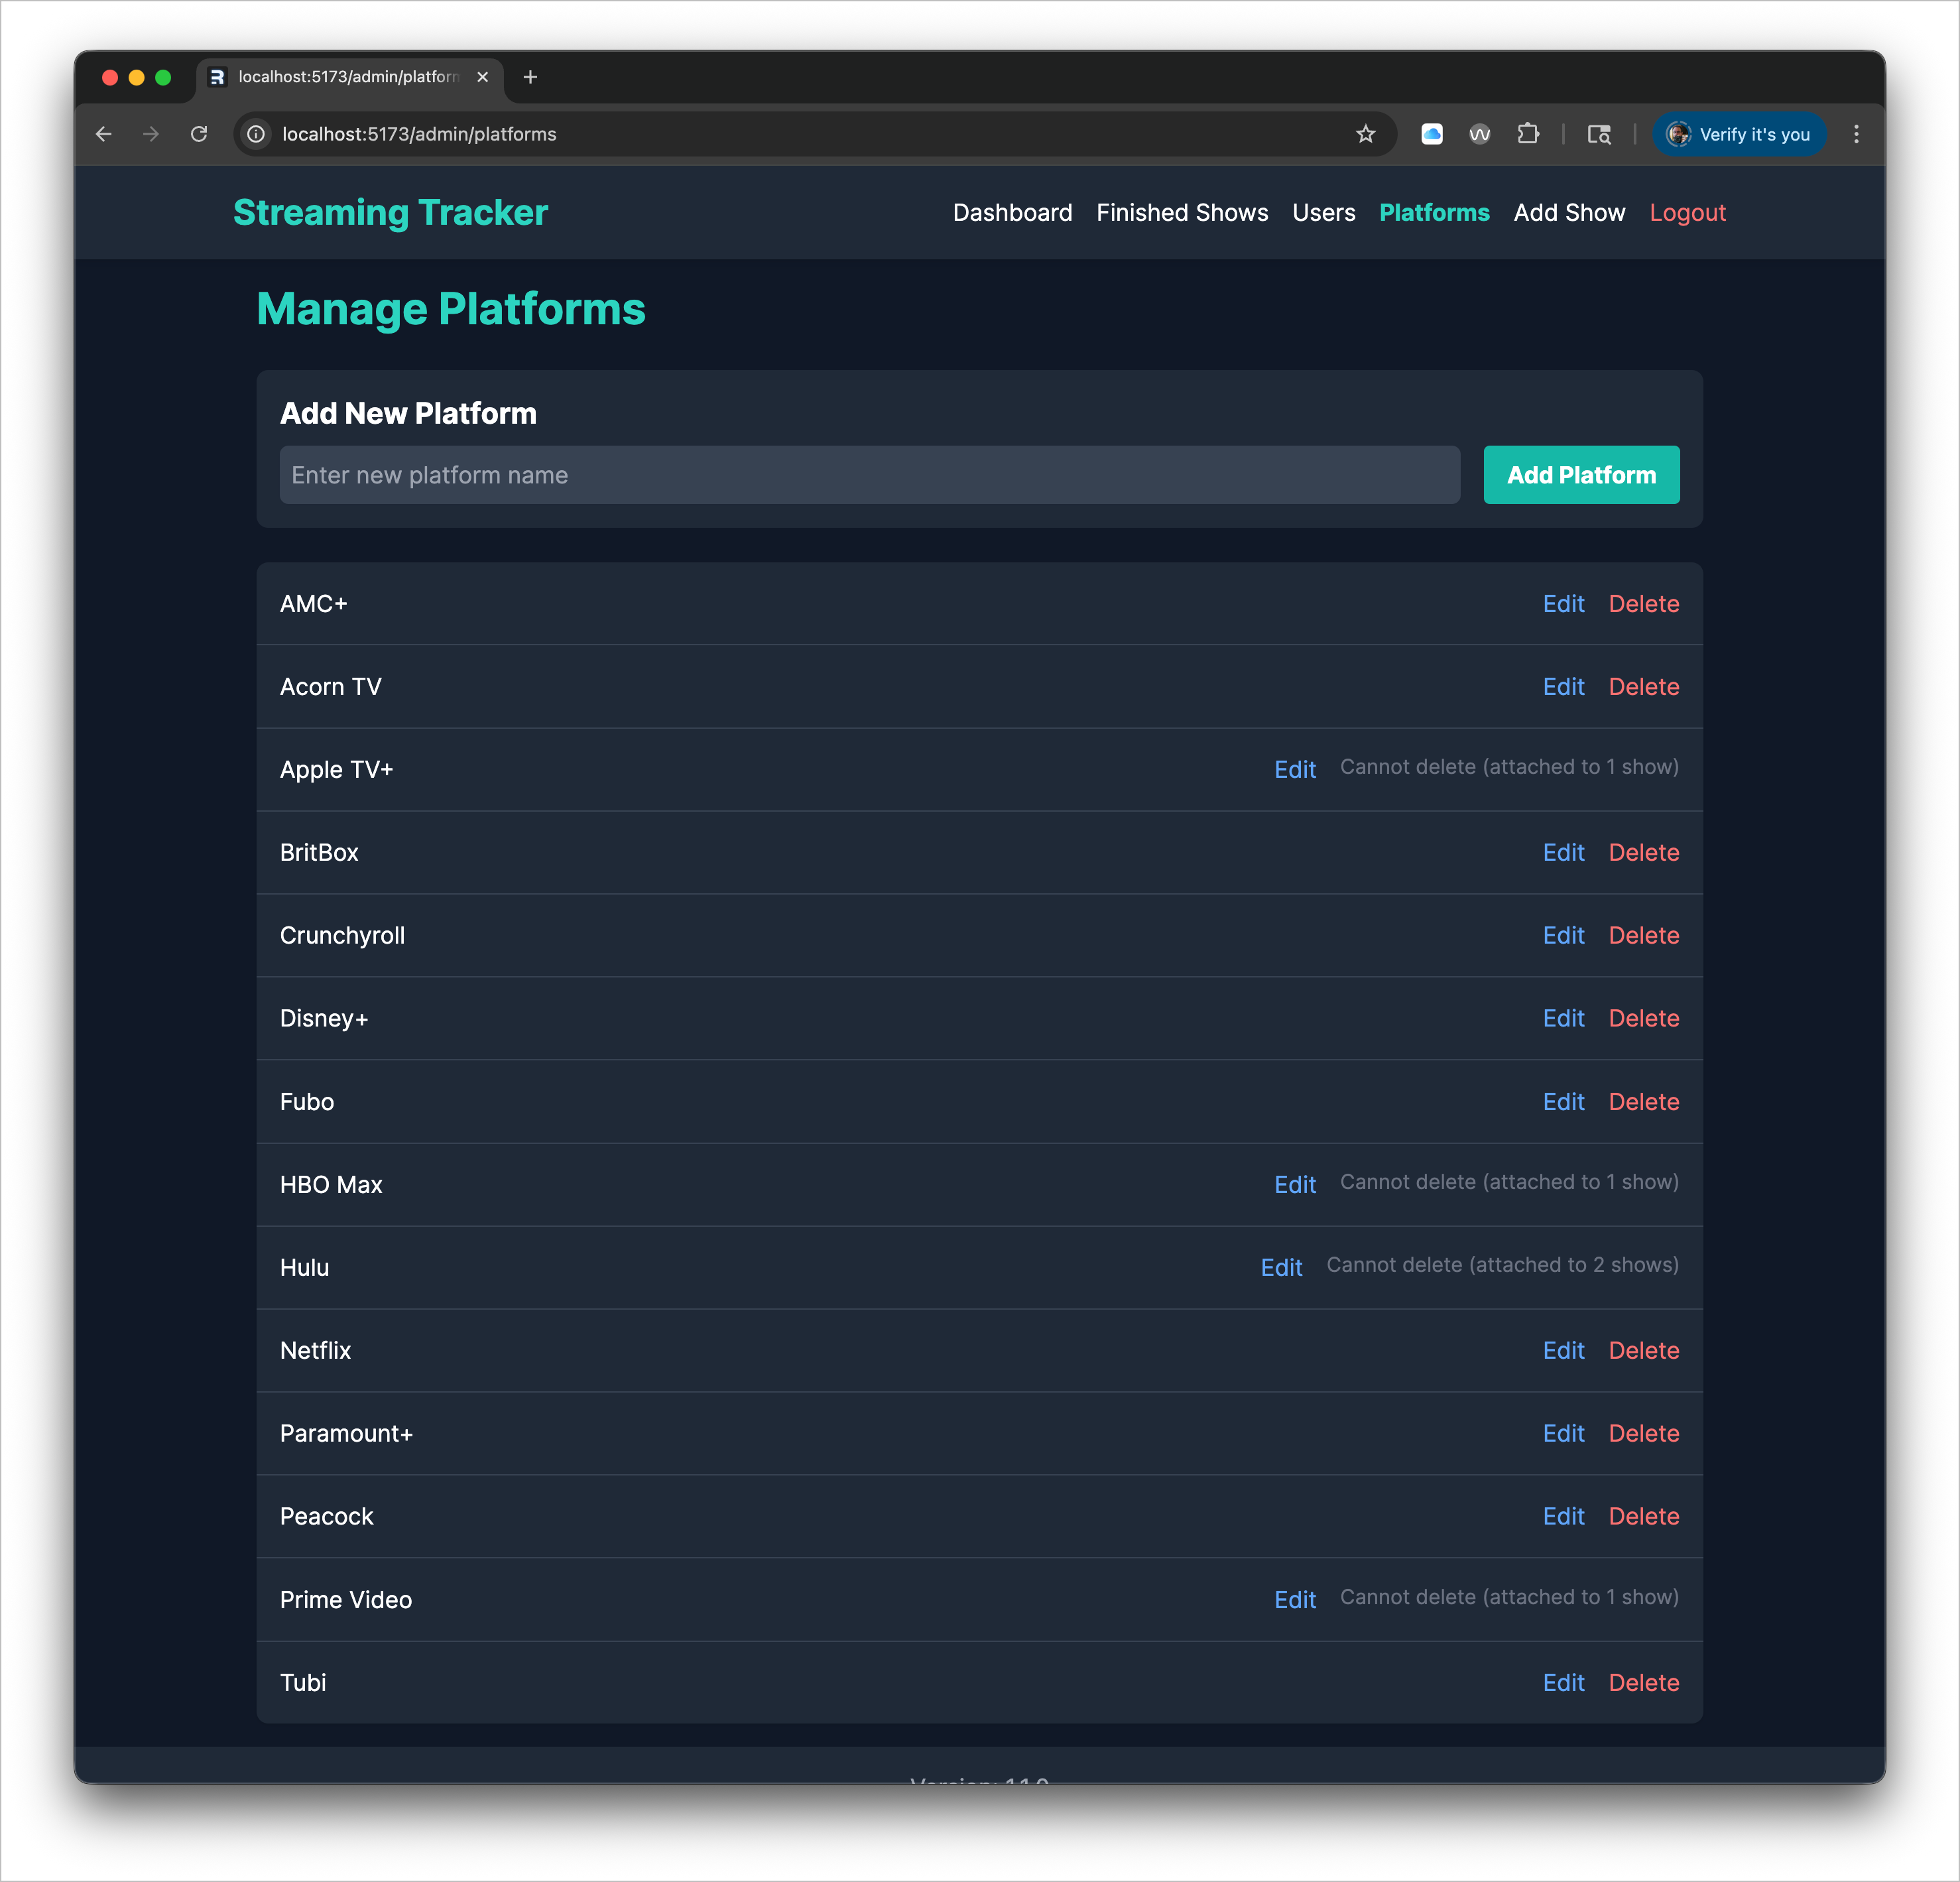 localhost:5173/admin/platform
localhost:5173/admin/platforms
Verify it's you
Streaming Tracker
Dashboard Finished Shows Users Platforms Add Show Logout
Manage Platforms
Add New Platform
Enter new platform name Add Platform
AMC+ Edit Delete
Acorn TV Edit Delete
Apple TV+ Edit Cannot delete (attached to 1 show)
BritBox Edit Delete
Crunchyroll Edit Delete
Disney+ Edit Delete
Fubo Edit Delete
HBO Max Edit Cannot delete (attached to 1 show)
Hulu Edit Cannot delete (attached to 2 shows)
Netflix Edit Delete
Paramount+ Edit Delete
Peacock Edit Delete
Prime Video Edit Cannot delete (attached to 1 show)
Tubi Edit Delete
Version: 1.1.0